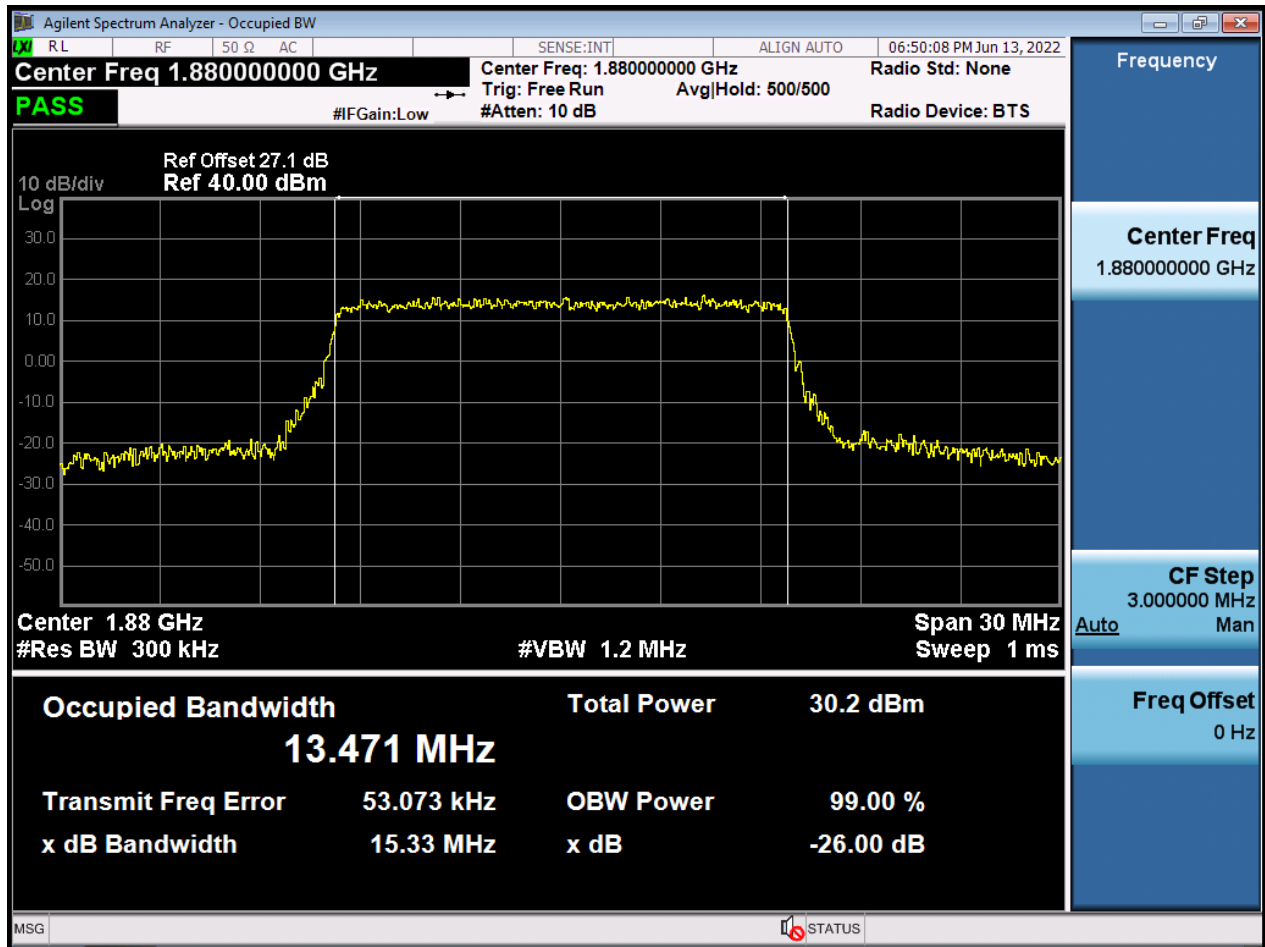 Agilent Spectrum Analyzer - Occupied BW
LXI RL RF 50 Ω AC SENSE:INT ALIGN AUTO 06:50:08 PM Jun 13, 2022
Center Freq 1.880000000 GHz
PASS
#IFGain:Low
Center Freq: 1.880000000 GHz
Trig: Free Run Avg|Hold: 500/500
#Atten: 10 dB
Radio Std: None
Radio Device: BTS
Ref Offset 27.1 dB
10 dB/div Ref 40.00 dBm
Log
30.0
20.0
10.0
0.00
-10.0
-20.0
-30.0
-40.0
-50.0
Center 1.88 GHz Span 30 MHz
#Res BW 300 kHz #VBW 1.2 MHz Sweep 1 ms
Occupied Bandwidth Total Power 30.2 dBm
13.471 MHz
Transmit Freq Error 53.073 kHz OBW Power 99.00 %
x dB Bandwidth 15.33 MHz x dB -26.00 dB
MSG STATUS
Frequency
Center Freq
1.880000000 GHz
CF Step
3.000000 MHz
Auto Man
Freq Offset
0 Hz